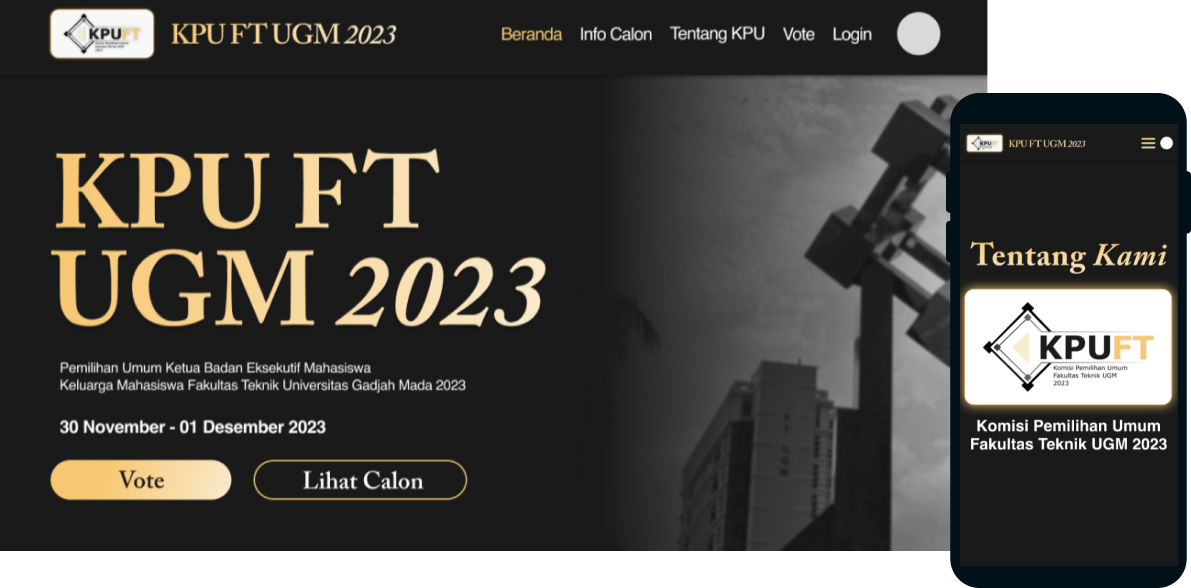 KPUFT
KPU FT UGM 2023
Beranda Info Calon Tentang KPU Vote Login
KPU FT
UGM 2023
Pemilihan Umum Ketua Badan Eksekutif Mahasiswa
Keluarga Mahasiswa Fakultas Teknik Universitas Gadjah Mada 2023
30 November - 01 Desember 2023
Vote
Lihat Calon
KPUFT
KPU FT UGM 2023
Tentang Kami
KPUFT
Komisi Pemilihan Umum
Fakultas Teknik UGM
2023
Komisi Pemilihan Umum
Fakultas Teknik UGM 2023